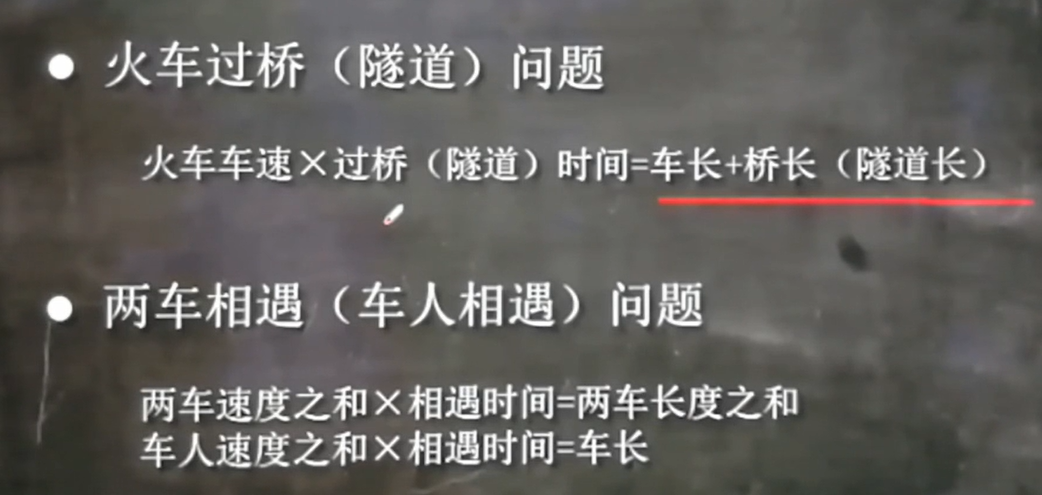 ● 火车过桥（隧道）问题
火车车速×过桥（隧道）时间=车长+桥长（隧道长）
● 两车相遇（车人相遇）问题
两车速度之和×相遇时间=两车长度之和
车人速度之和×相遇时间=车长